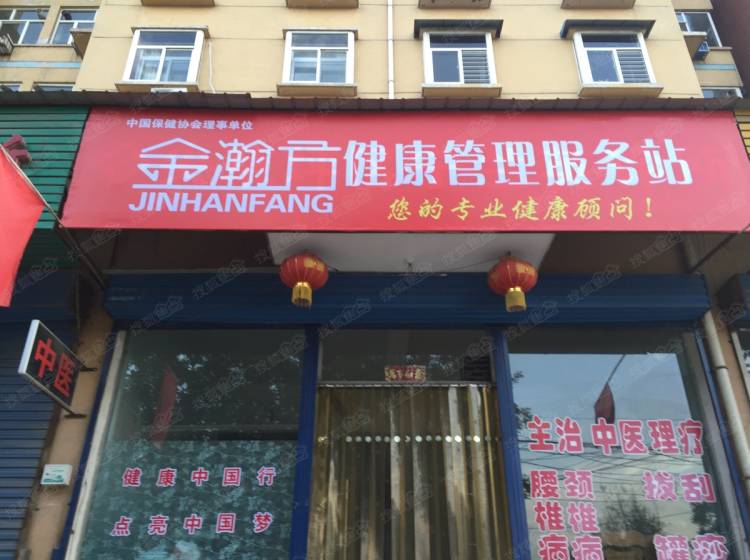 中国保健协会理事单位
金瀚方健康管理服务站
JINHANFANG
您的专业健康顾问！
中医
健康中国行
点亮中国梦
主治 中医理疗
腰颈 拔刮
椎椎
病病